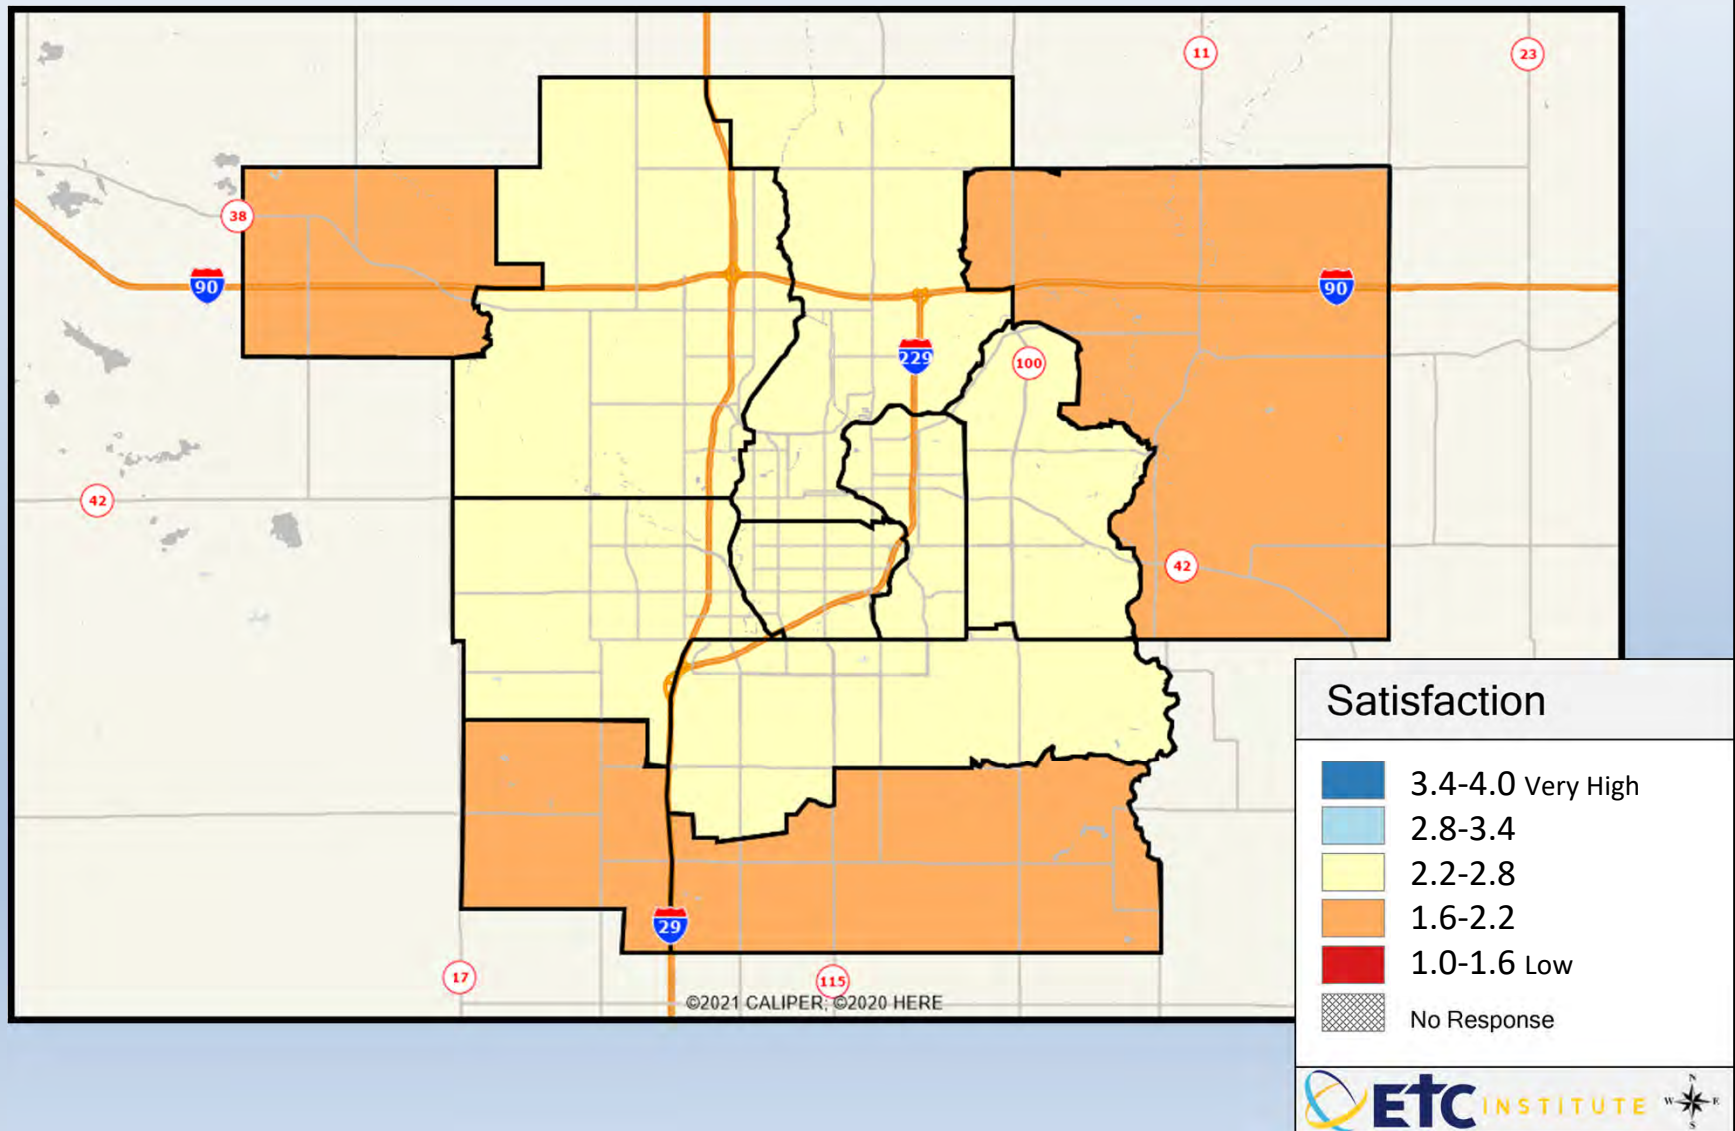 11
23
38
90
90
229
100
42
42
29
17
115
©2021 CALIPER; ©2020 HERE
Satisfaction
3.4-4.0 Very High
2.8-3.4
2.2-2.8
1.6-2.2
1.0-1.6 Low
No Response
N
W E
S
ETC INSTITUTE